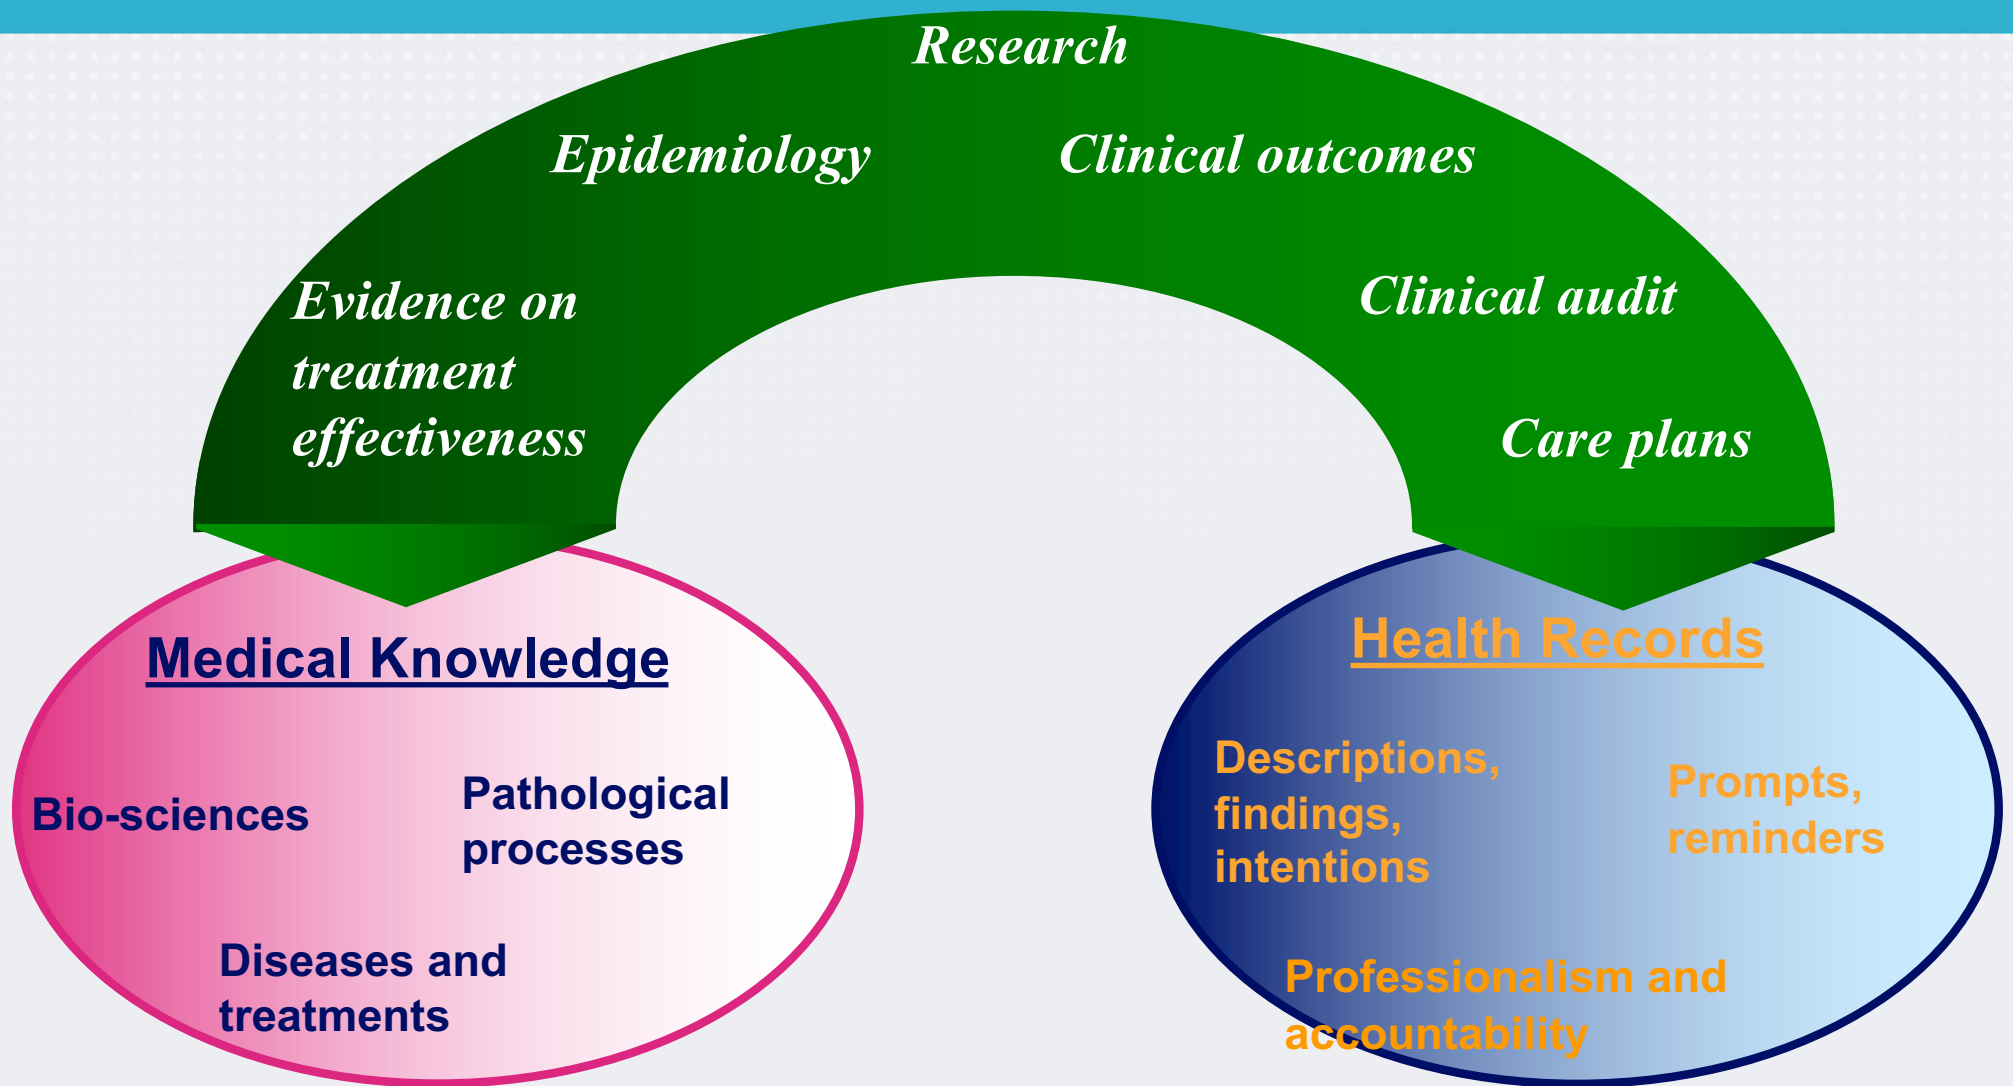 Research
Epidemiology
Clinical outcomes
Evidence on
treatment
effectiveness
Clinical audit
Care plans
Medical Knowledge
Bio-sciences
Pathological
processes
Diseases and
treatments
Health Records
Descriptions,
findings,
intentions
Prompts,
reminders
Professionalism and
accountability